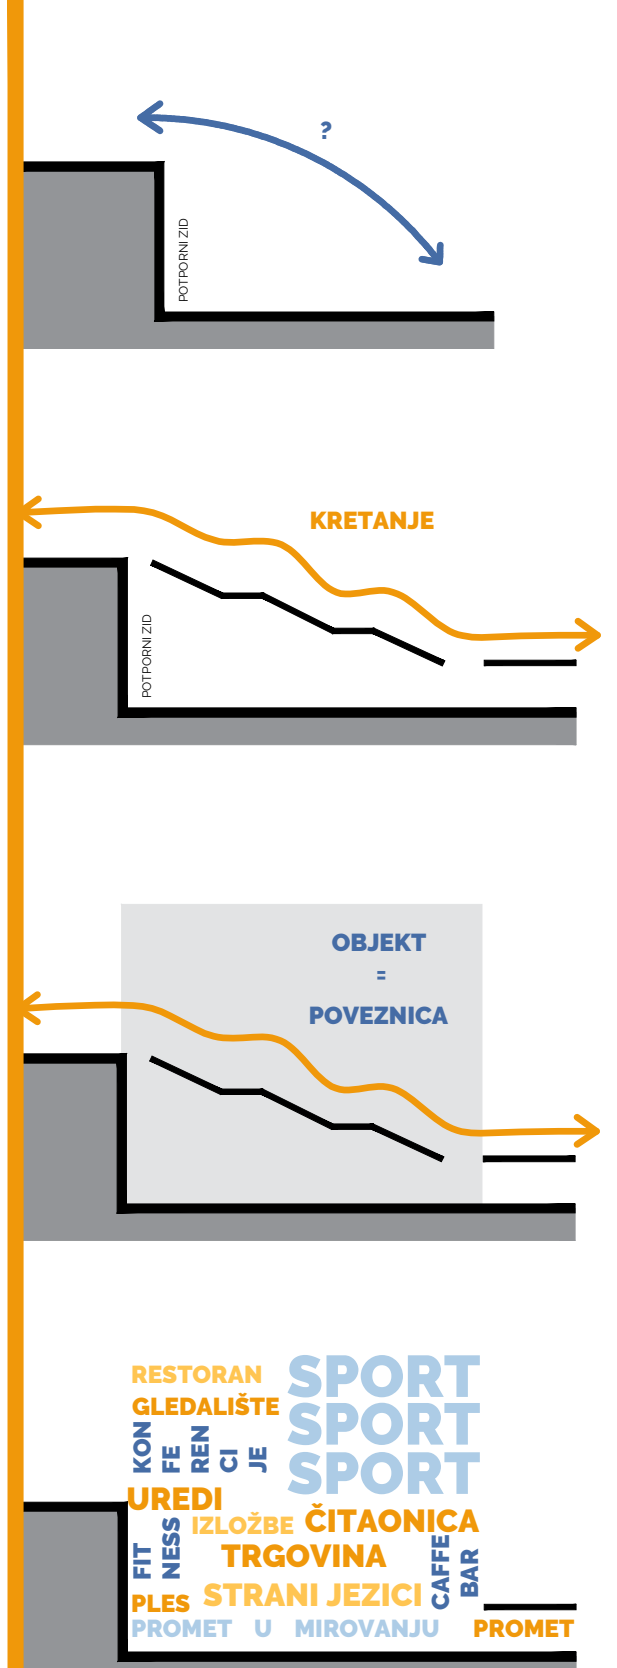 ?
POTPORNI ZID
KRETANJE
POTPORNI ZID
OBJEKT
=
POVEZNICA
RESTORAN
GLEDALIŠTE
KON
FE
REN
CI
JE
SPORT
SPORT
SPORT
UREDI
IZLOŽBE
ČITAONICA
FIT
NESS
TRGOVINA
CAFFE
BAR
PLES
STRANI JEZICI
PROMET U MIROVANJU
PROMET